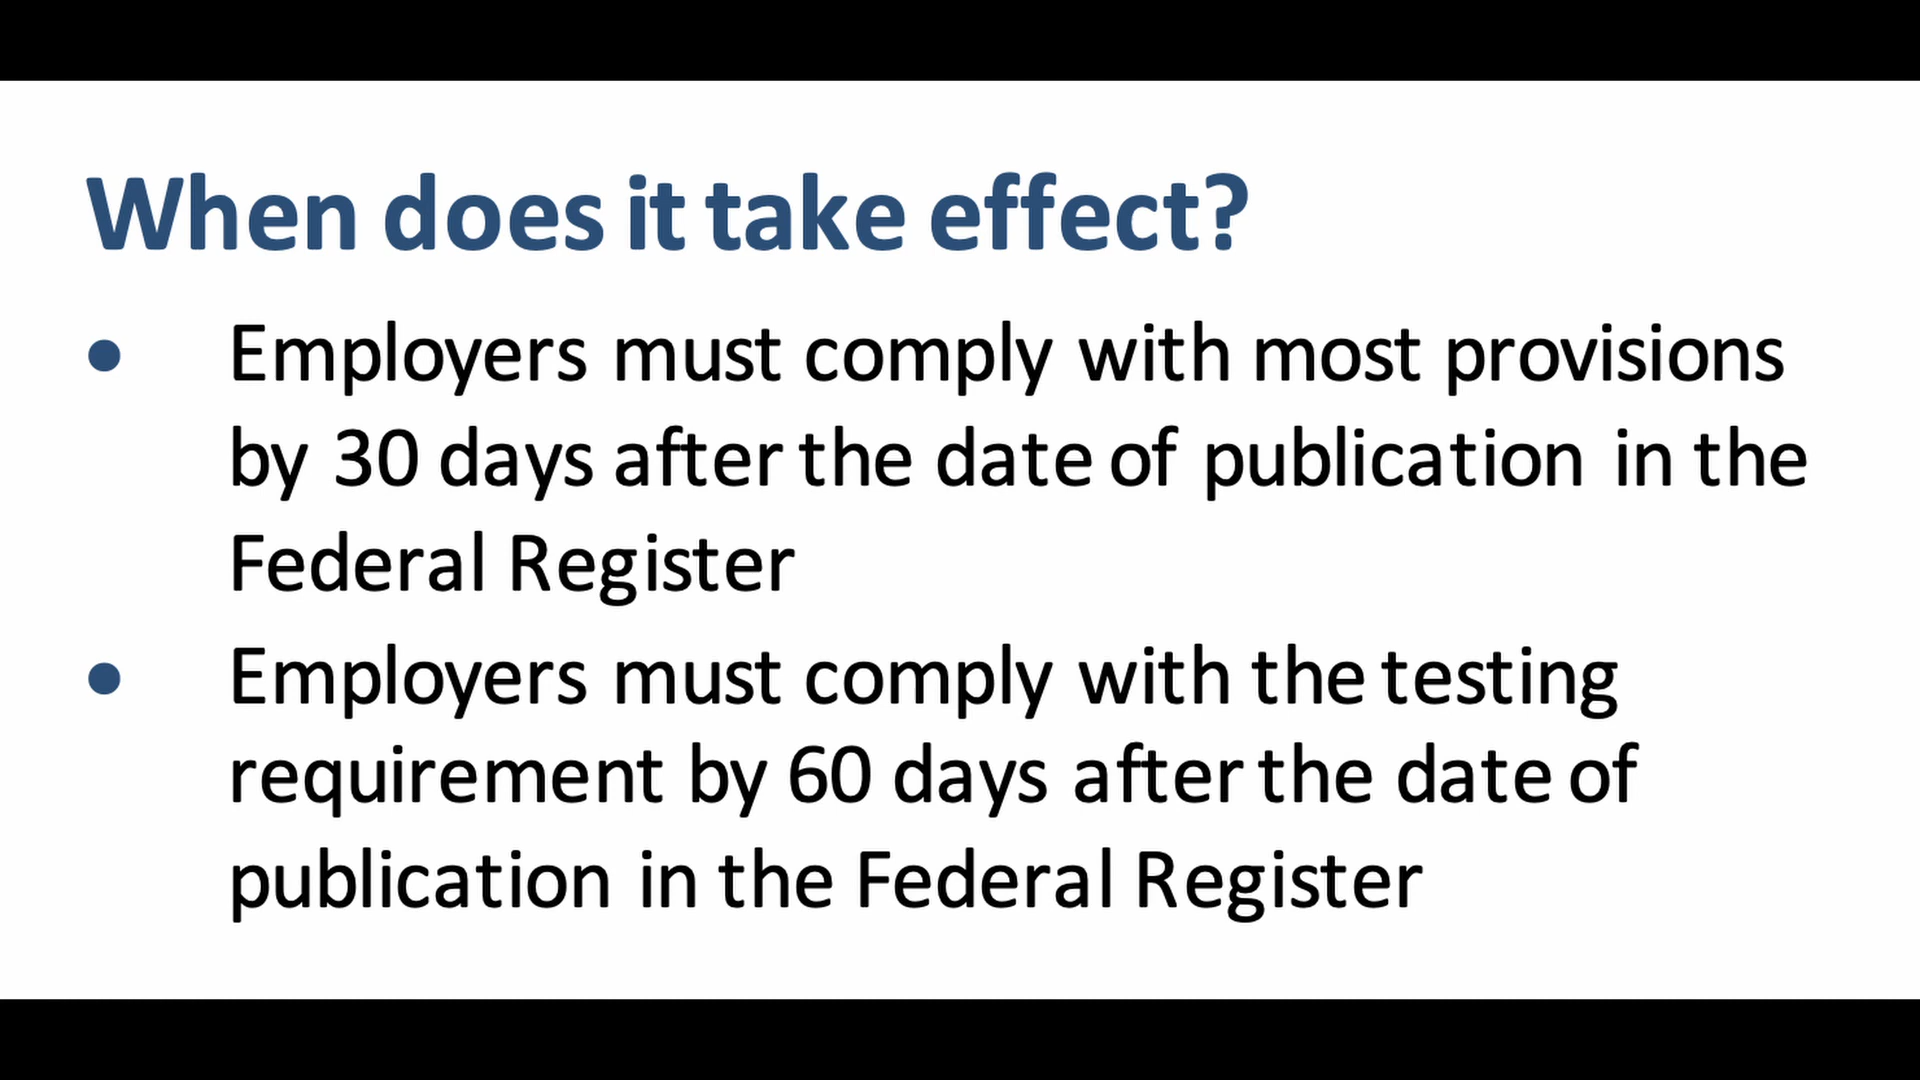 When does it take effect?
• Employers must comply with most provisions
by 30 days after the date of publication in the
Federal Register
• Employers must comply with the testing
requirement by 60 days after the date of
publication in the Federal Register